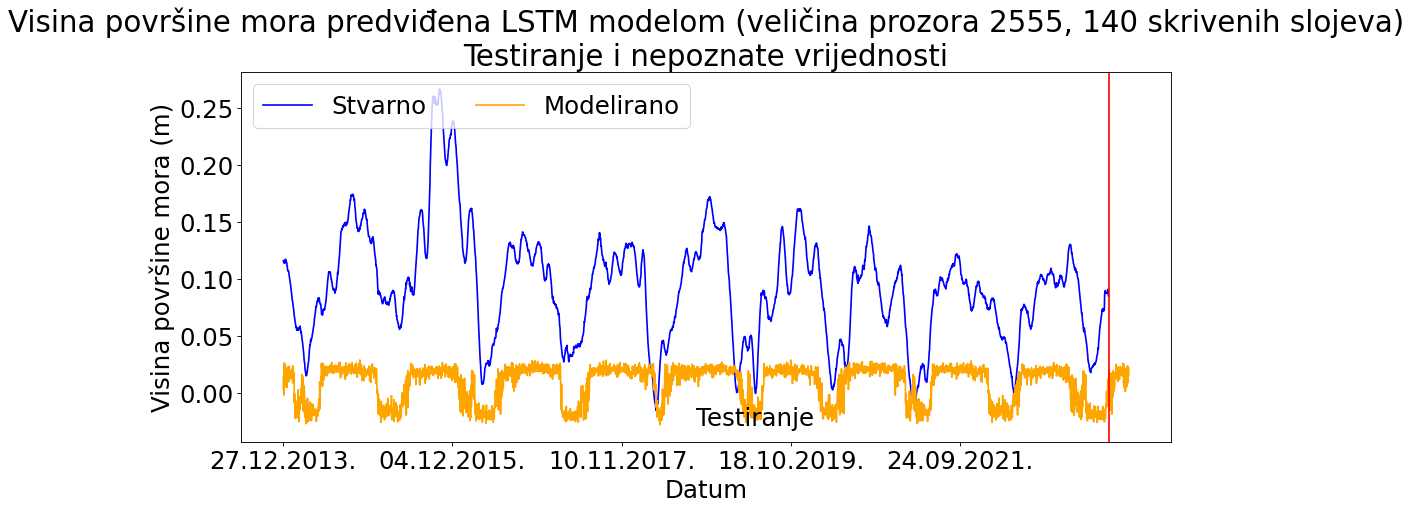 Visina površine mora predviđena LSTM modelom (veličina prozora 2555, 140 skrivenih slojeva)
Testiranje i nepoznate vrijednosti
Stvarno Modelirano
Visina površine mora (m)
0.25
0.20
0.15
0.10
0.05
0.00
Testiranje
27.12.2013. 04.12.2015. 10.11.2017. 18.10.2019. 24.09.2021.
Datum